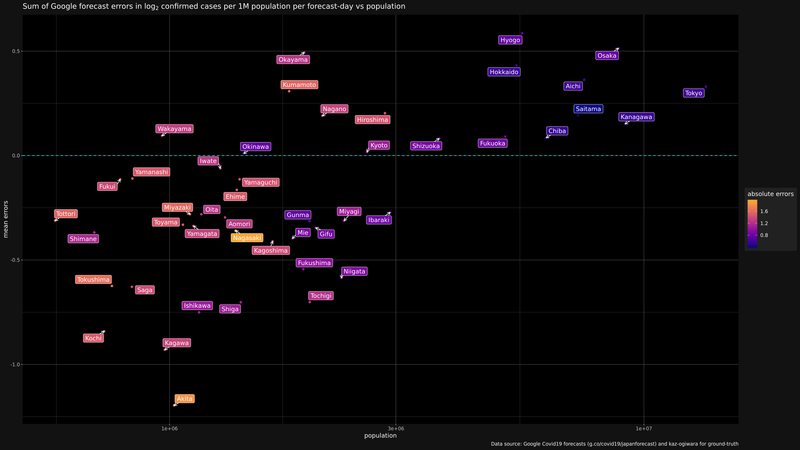 Sum of Google forecast errors in log₂ confirmed cases per 1M population per forecast-day vs population
Hyogo
0.5
Osaka
Okayama
Hokkaido
Kumamoto
Aichi
Tokyo
Nagano
Saitama
Hiroshima
Kanagawa
Wakayama
Chiba
Okinawa
Kyoto
Shizuoka
Fukuoka
0.0
Iwate
Yamanashi
Fukui
Yamaguchi
Ehime
absolute errors
Tottori
Miyazaki
Oita
Miyagi
1.6
mean errors
Gunma
Ibaraki
1.2
Toyama
Aomori
0.8
Shimane
Yamagata
Nagasaki
Mie
Gifu
Kagoshima
-0.5
Fukushima
Niigata
Tokushima
Saga
Tochigi
Ishikawa
Shiga
Kochi
Kagawa
-1.0
Akita
1e+06
3e+06
1e+07
population
Data source: Google Covid19 forecasts (g.co/covid19/japanforecast) and kaz-ogiwara for ground-truth